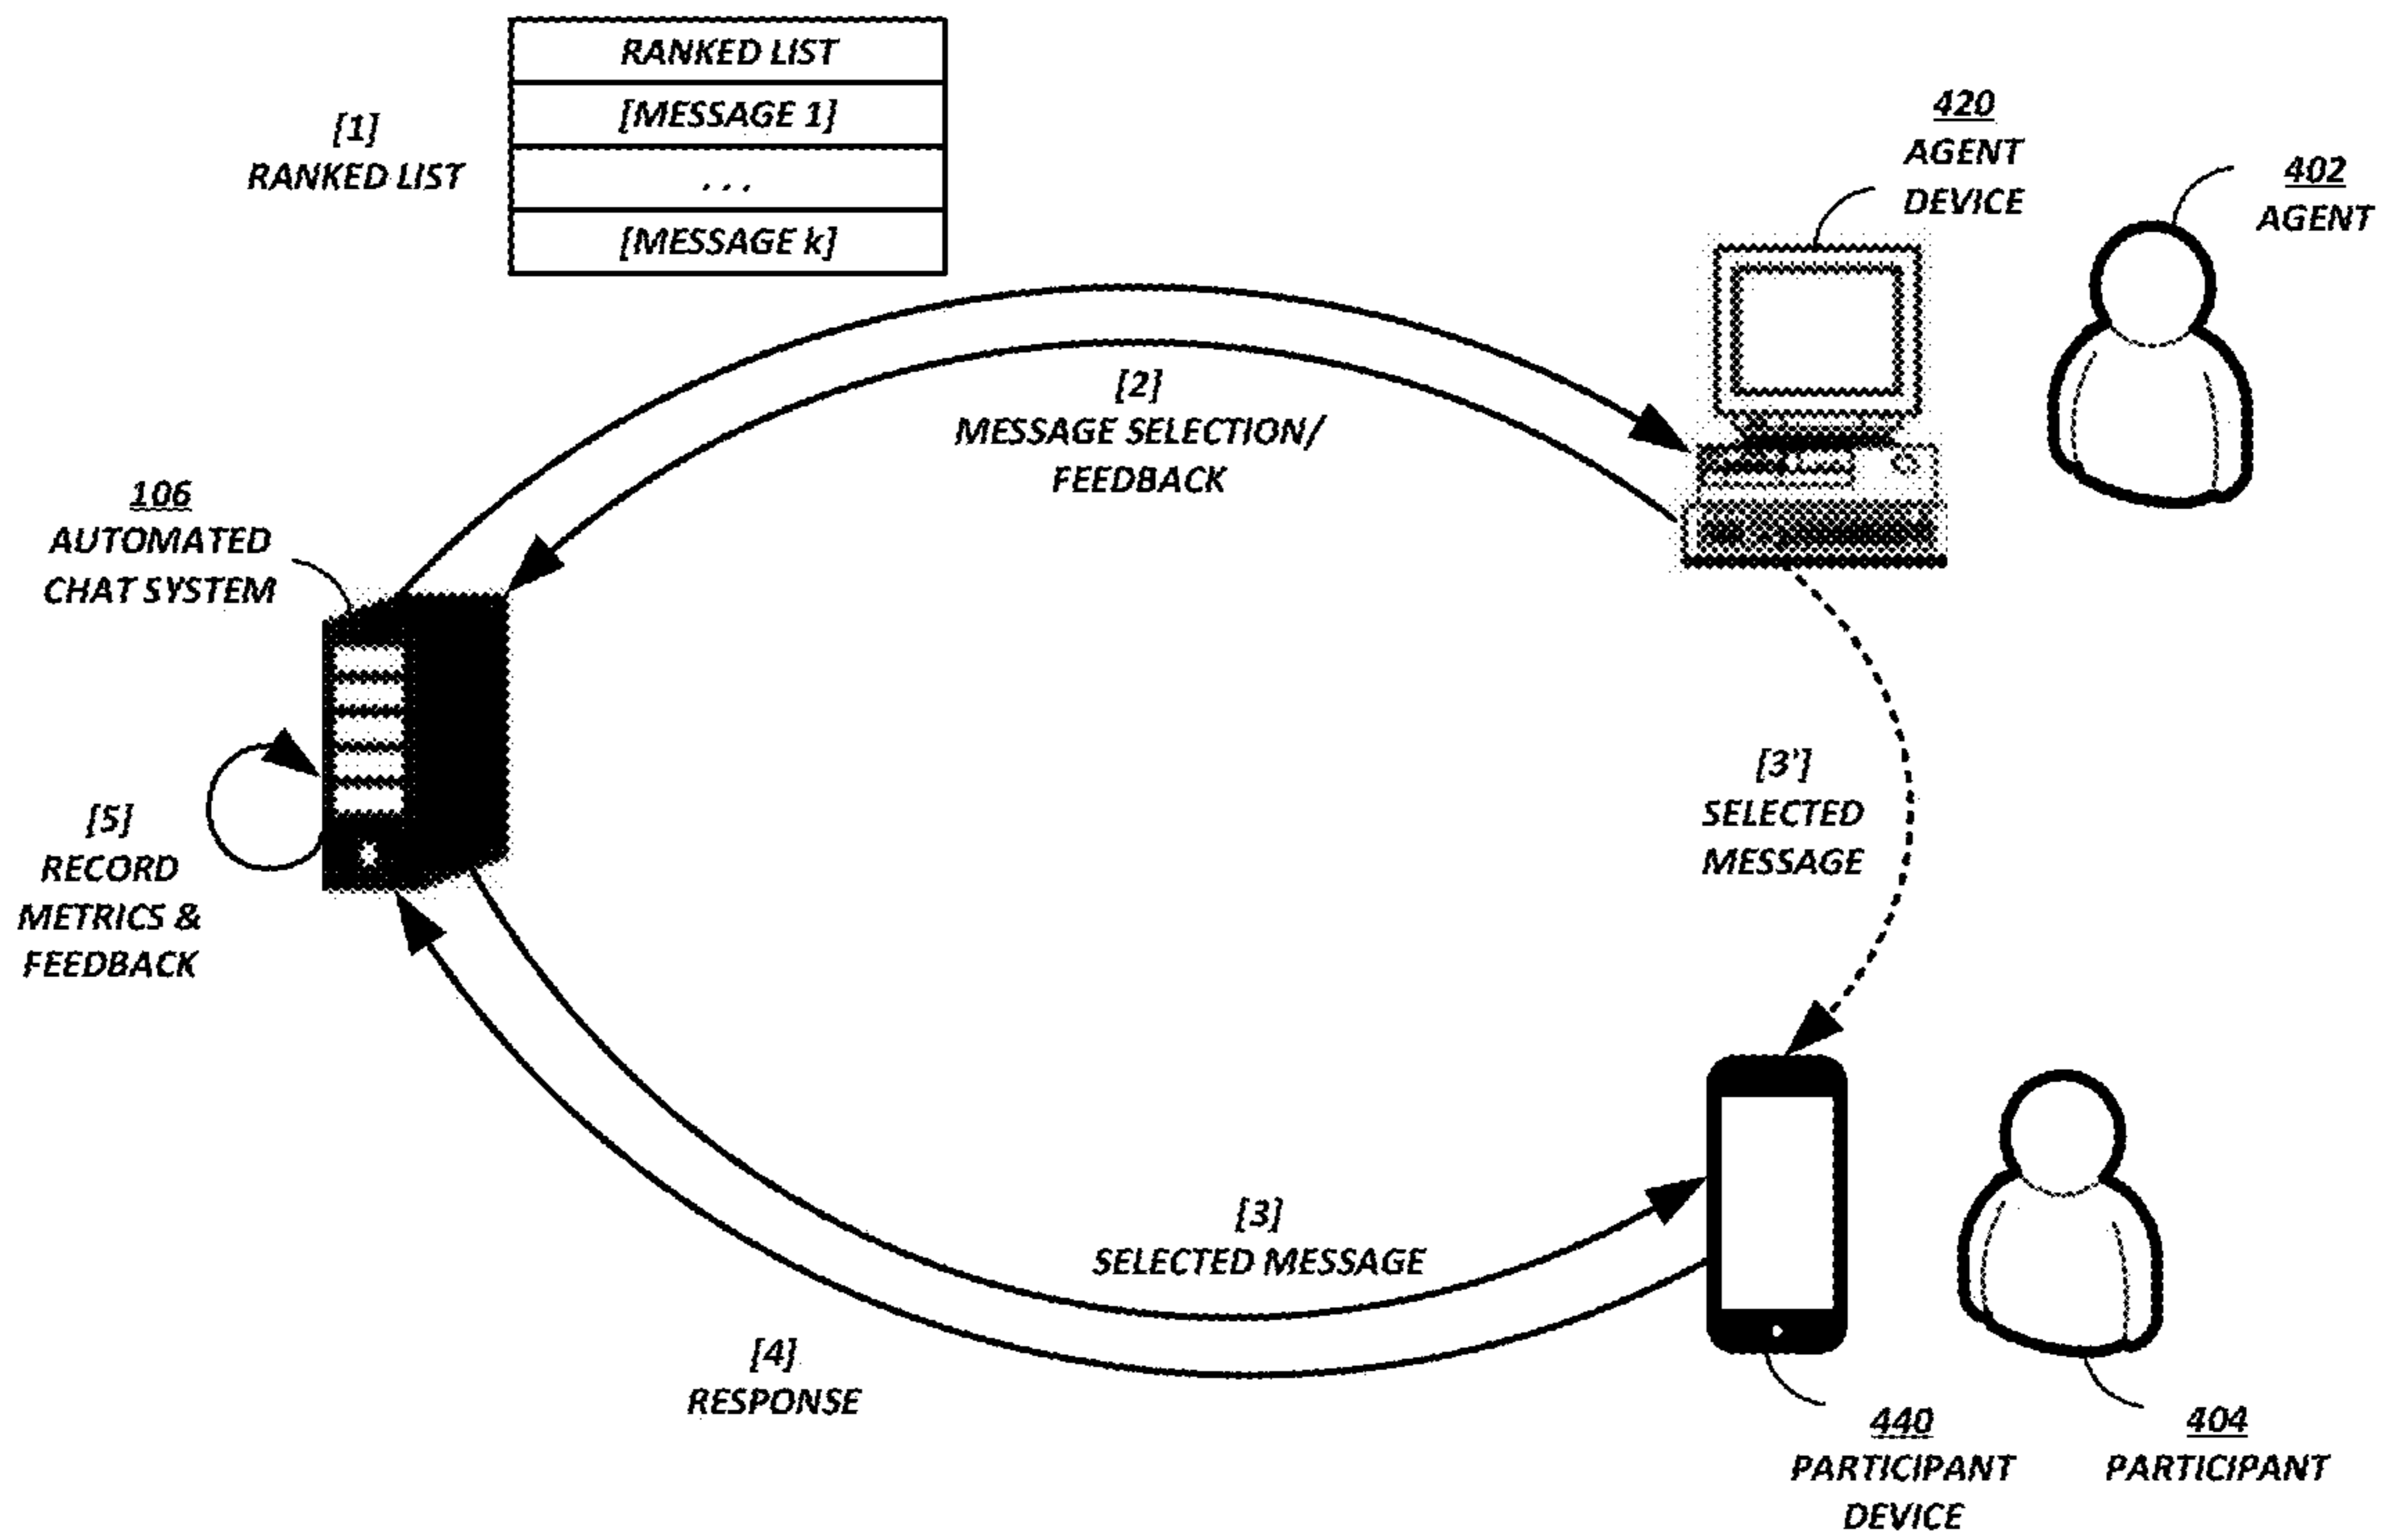 RANKED LIST
[MESSAGE 1]
. . .
[MESSAGE k]
[1]
RANKED LIST
420
AGENT
DEVICE
402
AGENT
[2]
MESSAGE SELECTION/
FEEDBACK
106
AUTOMATED
CHAT SYSTEM
[3']
SELECTED
MESSAGE
[5]
RECORD
METRICS &
FEEDBACK
[3]
SELECTED MESSAGE
[4]
RESPONSE
440
PARTICIPANT
DEVICE
404
PARTICIPANT